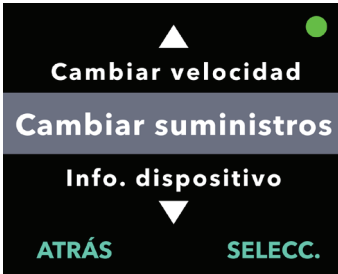 Cambiar velocidad
Cambiar suministros
Info. dispositivo
ATRÁS SELECC.